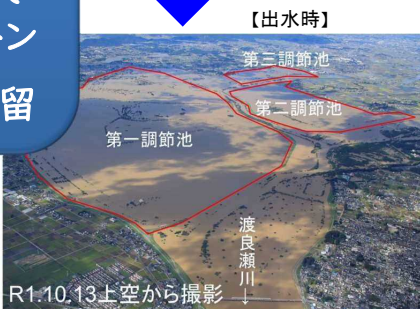 ン
留
【出水時】
第三調節池
第二調節池
第一調節池
渡良瀬川
R1.10.13上空から撮影